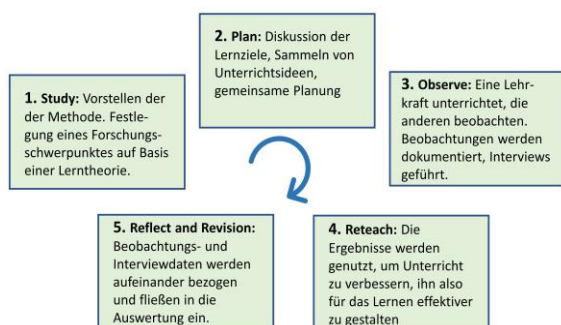 1. Study: Vorstellen der
der Methode. Festle-
gung eines Forschungs-
schwerpunktes auf Basis
einer Lerntheorie.
2. Plan: Diskussion der
Lernziele, Sammeln von
Unterrichtsideen,
gemeinsame Planung
3. Observe: Eine Lehr-
kraft unterrichtet, die
anderen beobachten.
Beobachtungen werden
dokumentiert, Interviews
geführt.
4. Reteach: Die
Ergebnisse werden
genutzt, um Unterricht
zu verbessern, ihn also
für das Lernen effektiver
zu gestalten
5. Reflect and Revision:
Beobachtungs- und
Interviewdaten werden
aufeinander bezogen
und fließen in die
Auswertung ein.